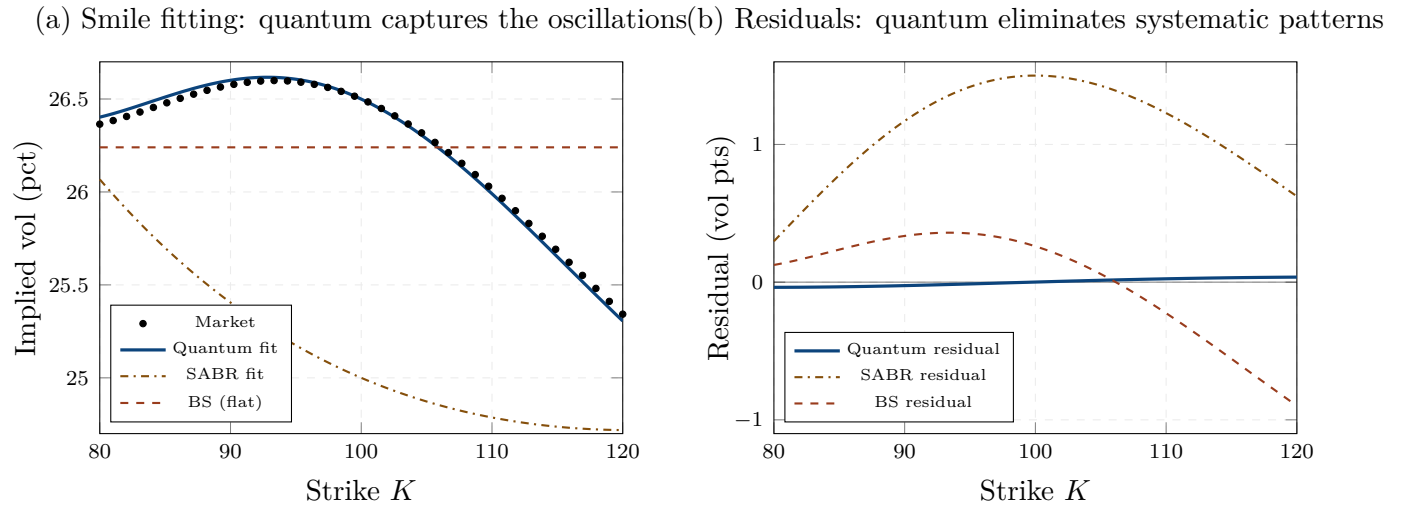 (a) Smile fitting: quantum captures the oscillations
Implied vol (pct)
26.5
26
25.5
25
80
90
100
110
120
Strike K
Market
Quantum fit
SABR fit
BS (flat)
(b) Residuals: quantum eliminates systematic patterns
Residual (vol pts)
1
0
−1
80
90
100
110
120
Strike K
Quantum residual
SABR residual
BS residual